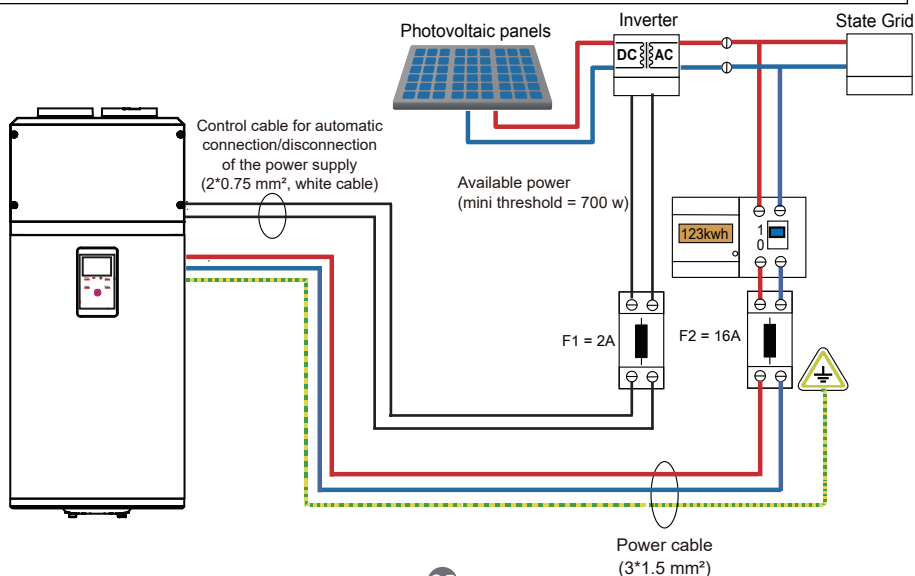 Photovoltaic panels
Inverter
State Grid
DC
AC
Control cable for automatic
connection/disconnection
of the power supply
(2*0.75 mm², white cable)
Available power
(mini threshold = 700 w)
123kwh
1
0
F1 = 2A
F2 = 16A
Power cable
(3*1.5 mm²)